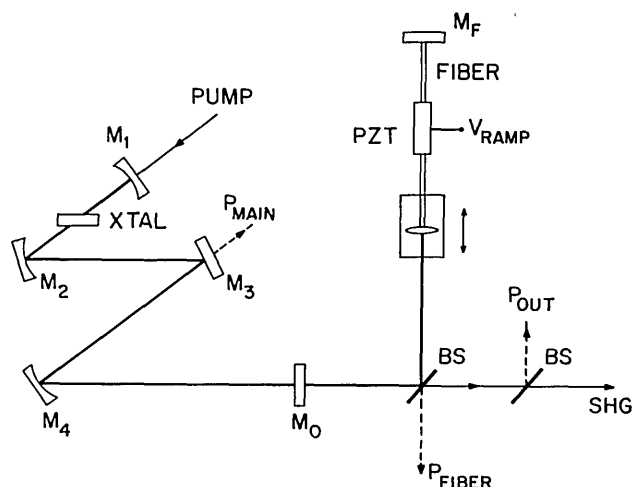 M_F
FIBER
PUMP
PZT
V_RAMP
M_1
XTAL
P_MAIN
M_2
M_3
P_OUT
BS
BS
M_4
M_O
SHG
P_FIBER